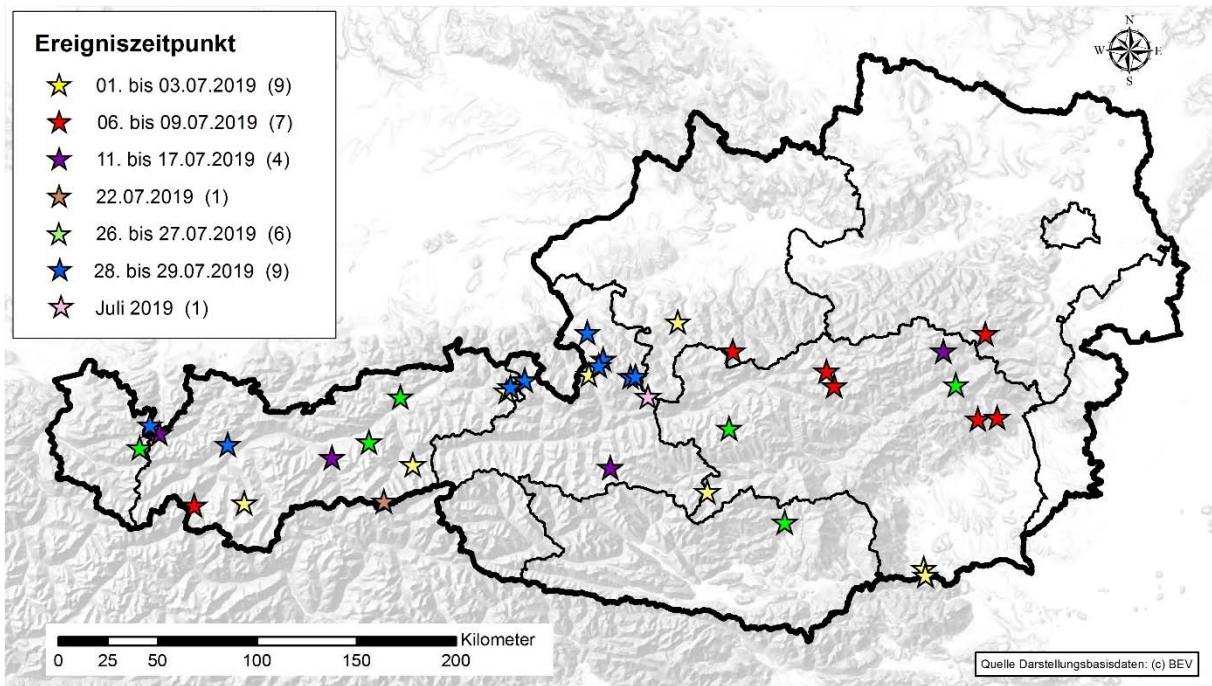 Ereigniszeitpunkt
01. bis 03.07.2019 (9)
06. bis 09.07.2019 (7)
11. bis 17.07.2019 (4)
22.07.2019 (1)
26. bis 27.07.2019 (6)
28. bis 29.07.2019 (9)
Juli 2019 (1)
N
W E
S
Kilometer
0 25 50 100 150 200
Quelle Darstellungsbasisdaten: (c) BEV